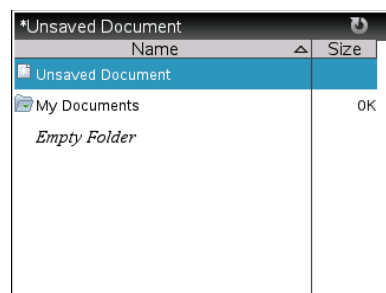 *Unsaved Document
Name Size
Unsaved Document
My Documents 0K
Empty Folder